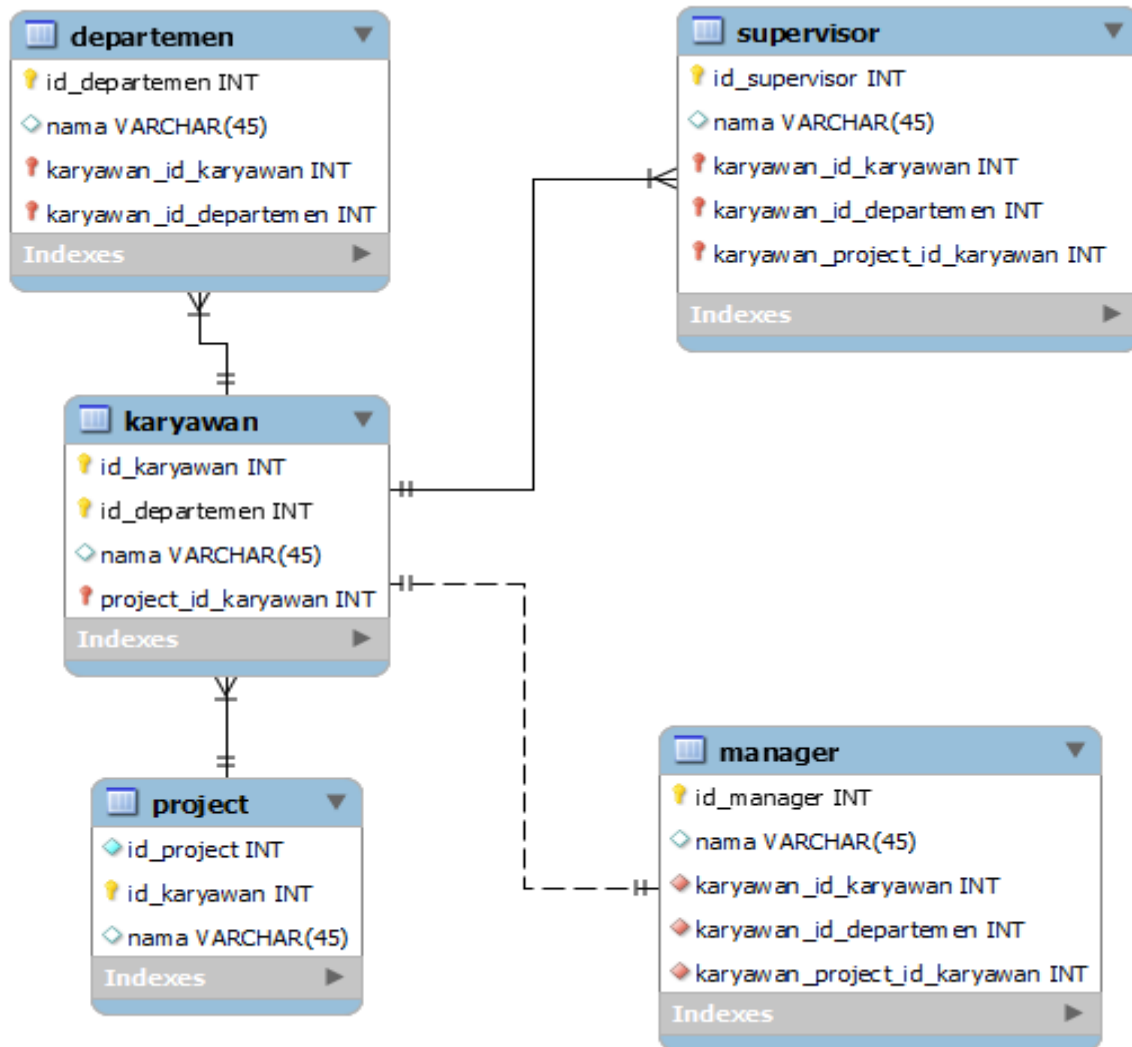 departemen
id_departemen INT
nama VARCHAR(45)
karyawan_id_karyawan INT
karyawan_id_departemen INT
Indexes
supervisor
id_supervisor INT
nama VARCHAR(45)
karyawan_id_karyawan INT
karyawan_id_departemen INT
karyawan_project_id_karyawan INT
Indexes
karyawan
id_karyawan INT
id_departemen INT
nama VARCHAR(45)
project_id_karyawan INT
Indexes
project
id_project INT
id_karyawan INT
nama VARCHAR(45)
Indexes
manager
id_manager INT
nama VARCHAR(45)
karyawan_id_karyawan INT
karyawan_id_departemen INT
karyawan_project_id_karyawan INT
Indexes